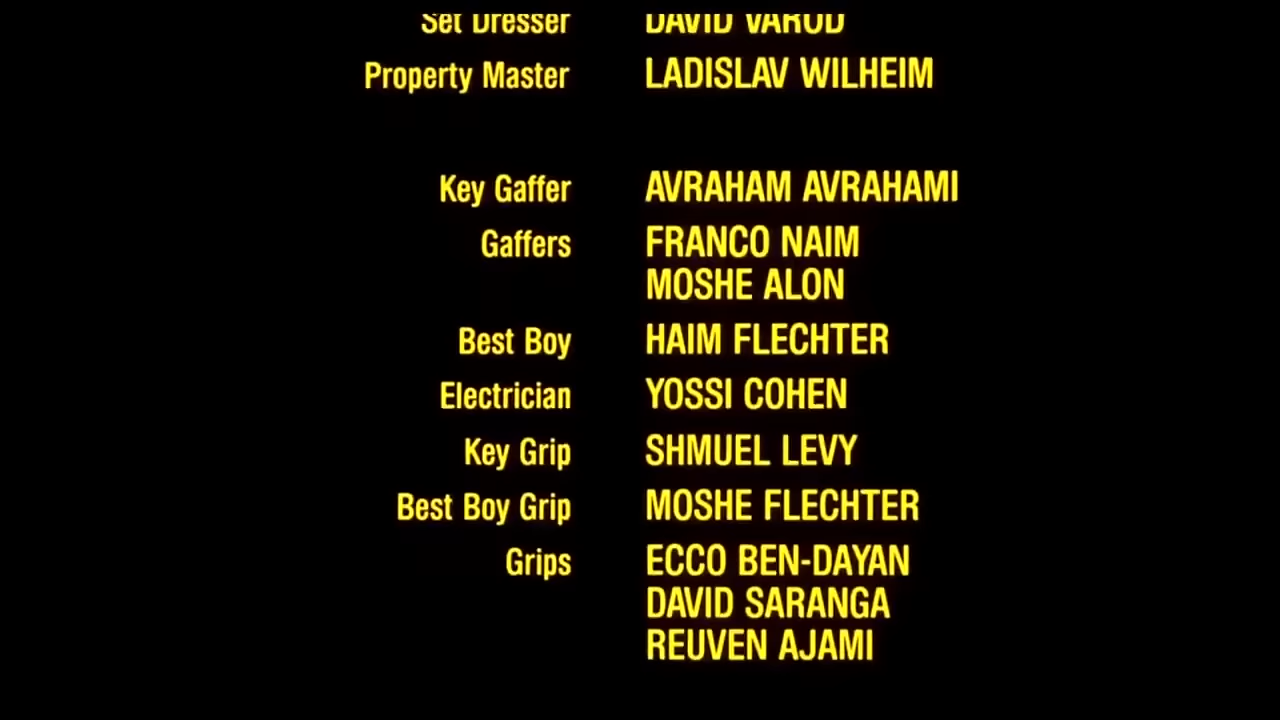 Set Dresser DAVID VAROD
Property Master LADISLAV WILHEIM
Key Gaffer AVRAHAM AVRAHAMI
Gaffers FRANCO NAIM
MOSHE ALON
Best Boy HAIM FLECHTER
Electrician YOSSI COHEN
Key Grip SHMUEL LEVY
Best Boy Grip MOSHE FLECHTER
Grips ECCO BEN-DAYAN
DAVID SARANGA
REUVEN AJAMI